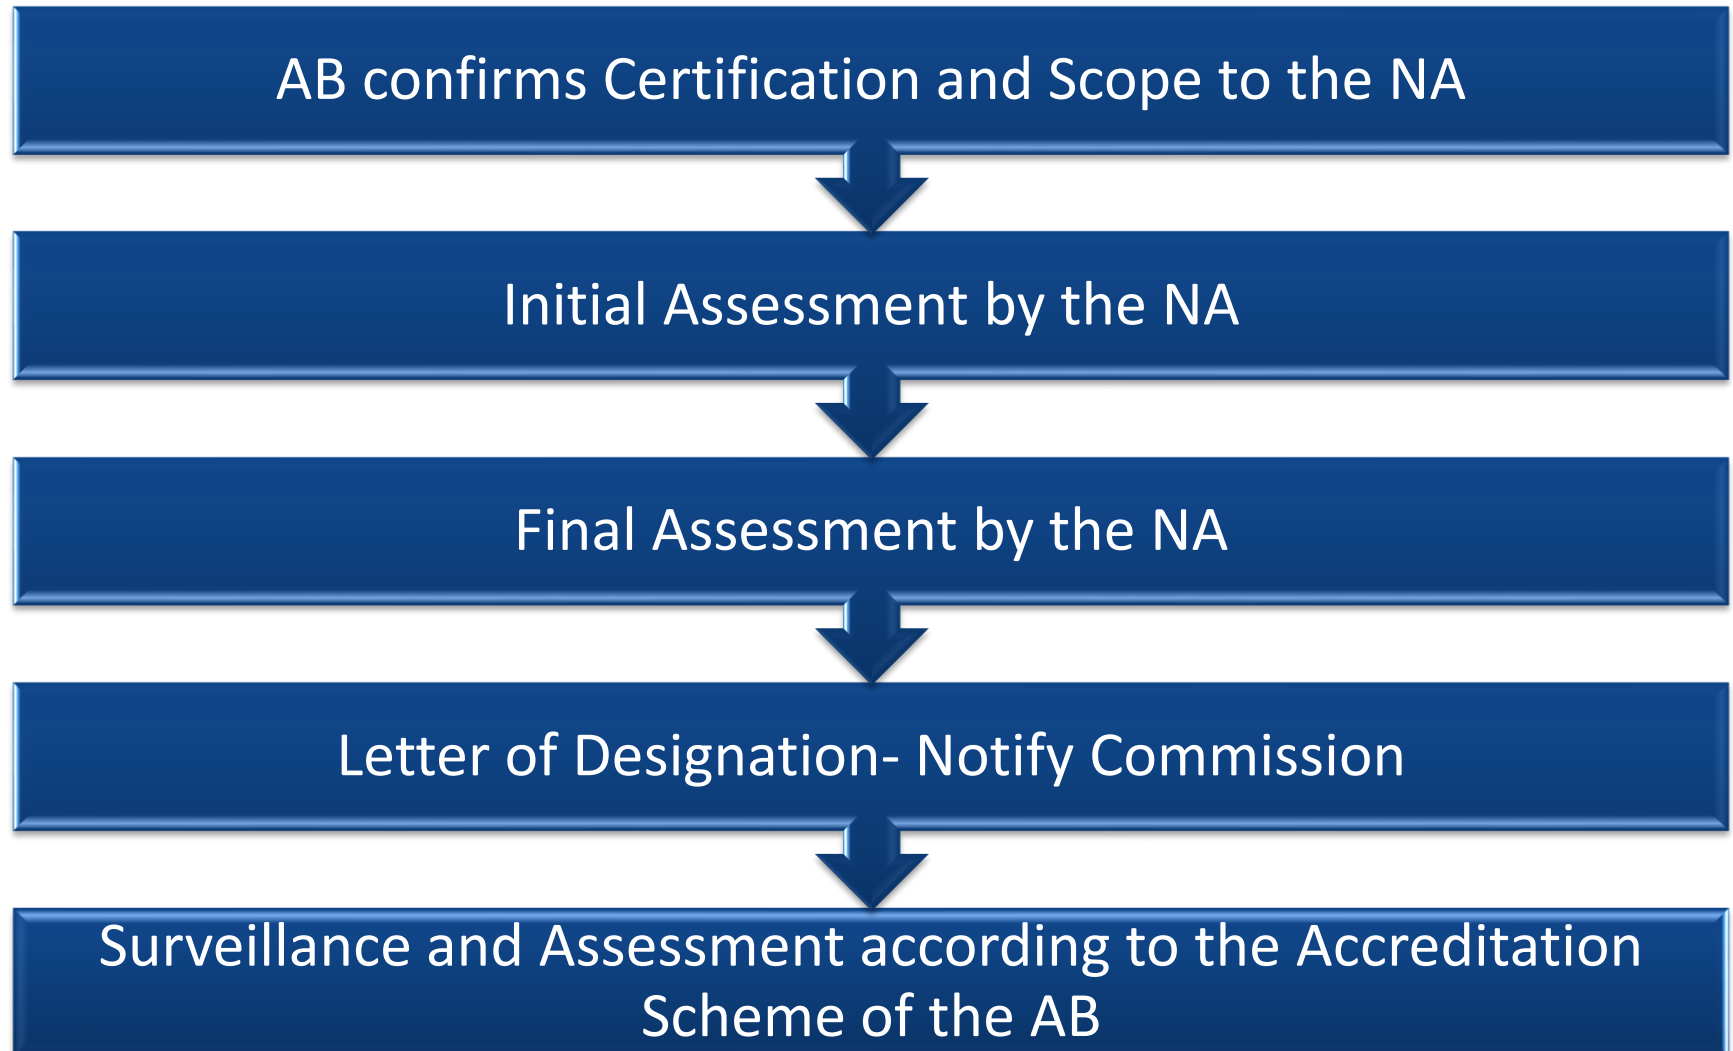 AB confirms Certification and Scope to the NA
Initial Assessment by the NA
Final Assessment by the NA
Letter of Designation- Notify Commission
Surveillance and Assessment according to the Accreditation
Scheme of the AB